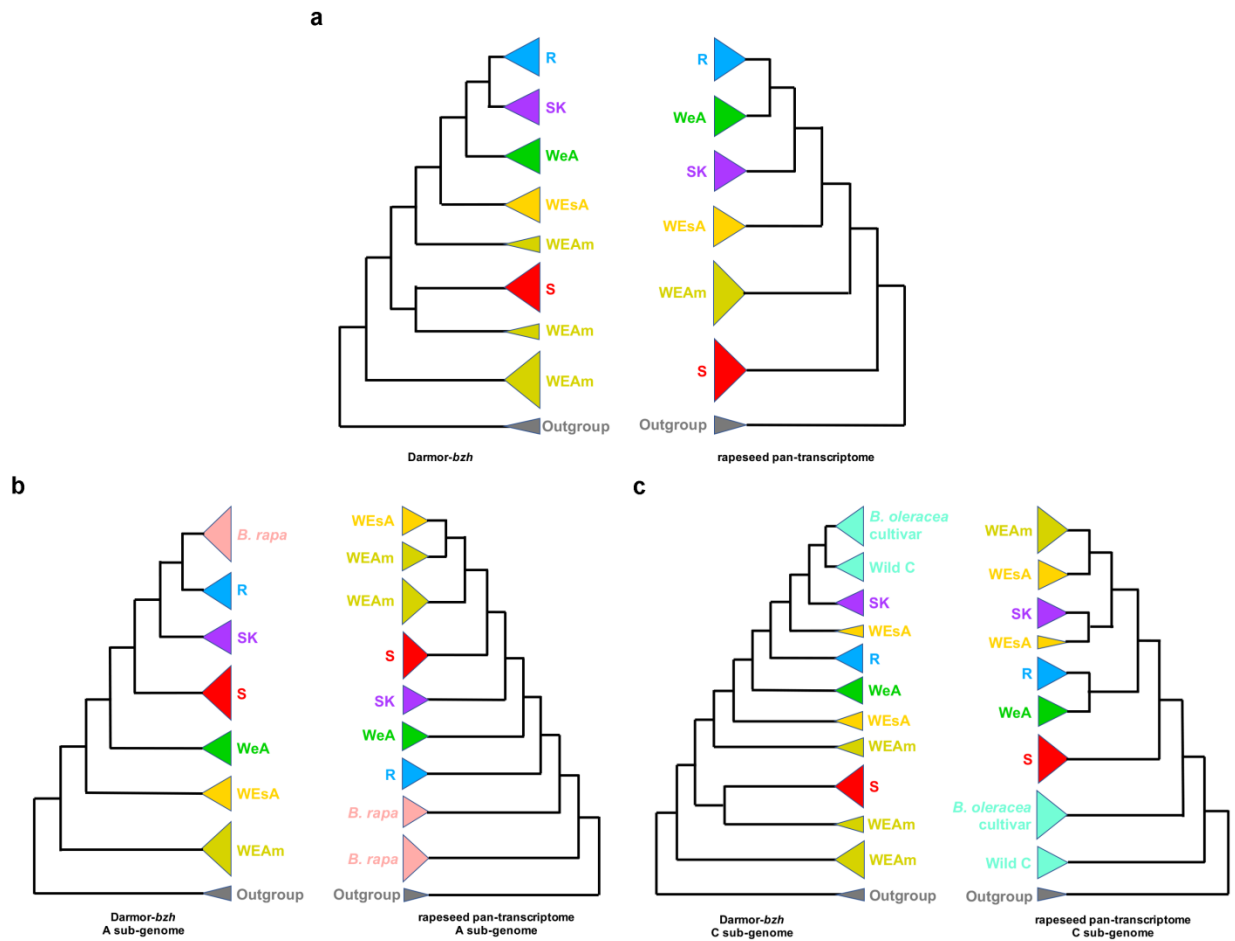 a
R
SK
WeA
WEsA
WEAm
S
WEAm
WEAm
Outgroup
Darmor-bzh
R
WeA
SK
WEsA
WEAm
S
Outgroup
rapeseed pan-transcriptome
b
B. rapa
R
SK
S
WeA
WEsA
WEAm
Outgroup
Darmor-bzh
A sub-genome
WEsA
WEAm
WEAm
S
SK
WeA
R
B. rapa
B. rapa
Outgroup
rapeseed pan-transcriptome
A sub-genome
c
B. oleracea
cultivar
Wild C
SK
WEsA
R
WeA
WEsA
WEAm
S
WEAm
WEAm
Outgroup
Darmor-bzh
C sub-genome
WEAm
WEsA
SK
WEsA
R
WeA
S
B. oleracea
cultivar
Wild C
Outgroup
rapeseed pan-transcriptome
C sub-genome